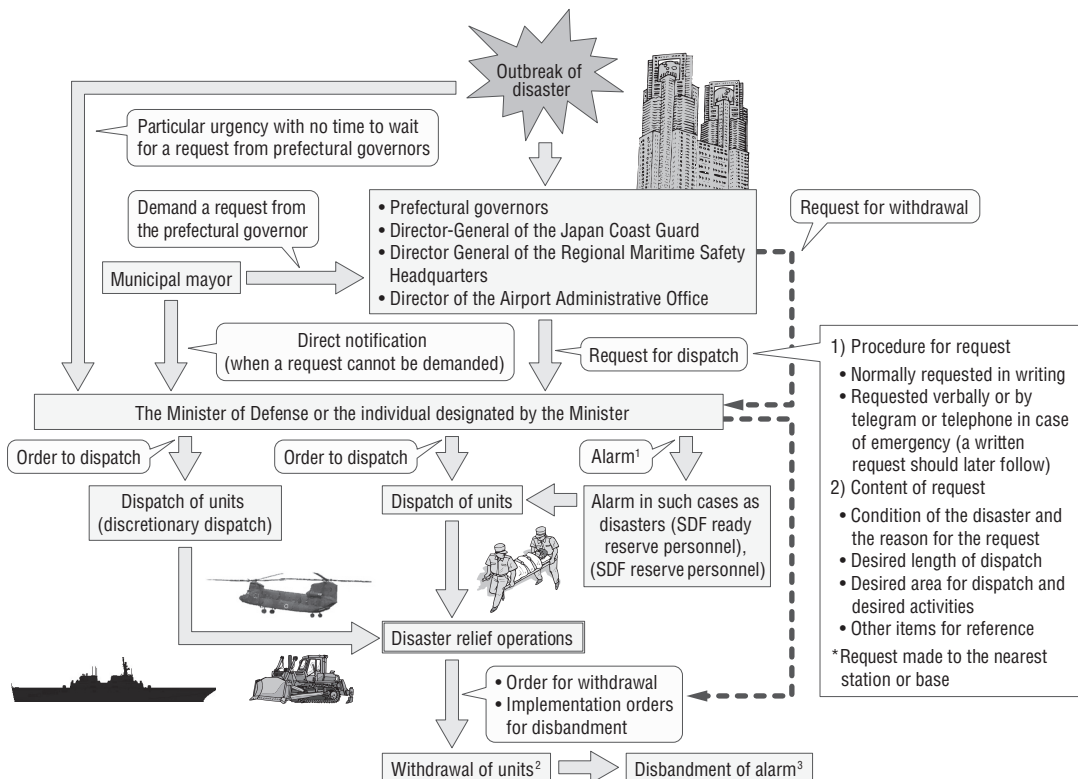 Outbreak of
disaster
Particular urgency with no time to wait
for a request from prefectural governors
Demand a request from
the prefectural governor
Municipal mayor
• Prefectural governors
• Director-General of the Japan Coast Guard
• Director General of the Regional Maritime Safety
Headquarters
• Director of the Airport Administrative Office
Request for withdrawal
Direct notification
(when a request cannot be demanded)
Request for dispatch
1) Procedure for request
• Normally requested in writing
• Requested verbally or by
telegram or telephone in case
of emergency (a written
request should later follow)
2) Content of request
• Condition of the disaster and
the reason for the request
• Desired length of dispatch
• Desired area for dispatch and
desired activities
• Other items for reference
*Request made to the nearest
station or base
The Minister of Defense or the individual designated by the Minister
Order to dispatch
Order to dispatch
Alarm¹
Dispatch of units
(discretionary dispatch)
Dispatch of units
Alarm in such cases as
disasters (SDF ready
reserve personnel),
(SDF reserve personnel)
Disaster relief operations
• Order for withdrawal
• Implementation orders
for disbandment
Withdrawal of units²
Disbandment of alarm³